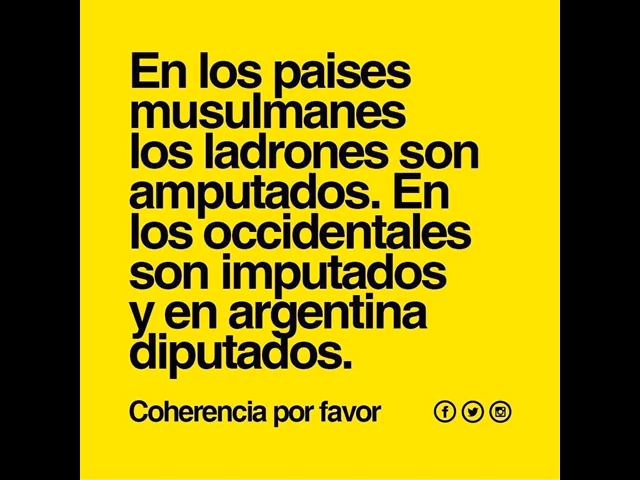 En los paises
musulmanes
los ladrones son
amputados. En
los occidentales
son imputados
y en argentina
diputados.
Coherencia por favor